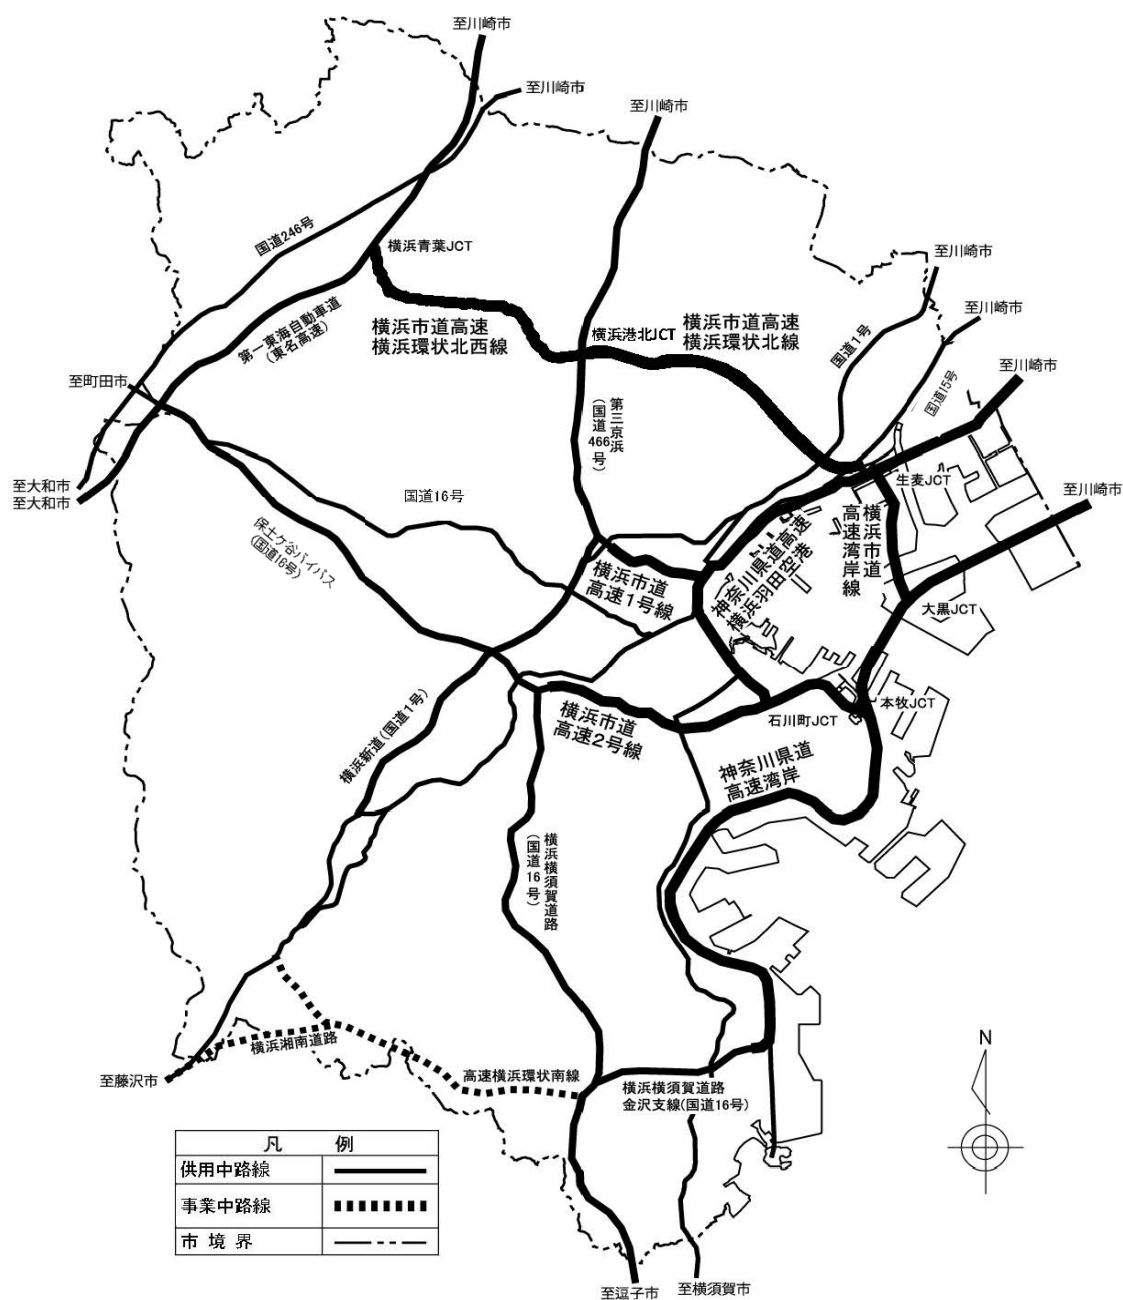 至川崎市
至川崎市
至川崎市
国道246号
横浜青葉JCT
至川崎市
第一東海自動車道
(東名高速)
横浜市道高速
横浜環状北西線
横浜港北JCT
横浜市道高速
横浜環状北線
国道1号
至川崎市
至町田市
第三京浜
(国道466号)
国道15号
至川崎市
至大和市
至大和市
国道16号
生麦JCT
至川崎市
保土ケ谷バイパス
(国道16号)
神奈川県道高速
横浜羽田空港
横浜市道
高速湾岸線
横浜市道
高速1号線
大黒JCT
横浜新道(国道1号)
横浜市道
高速2号線
石川町JCT
本牧JCT
神奈川県道
高速湾岸
横浜横須賀道路
(国道16号)
横浜湘南道路
至藤沢市
高速横浜環状南線
横浜横須賀道路
金沢支線(国道16号)
N
凡 例
供用中路線
事業中路線
市境界
至逗子市
至横須賀市